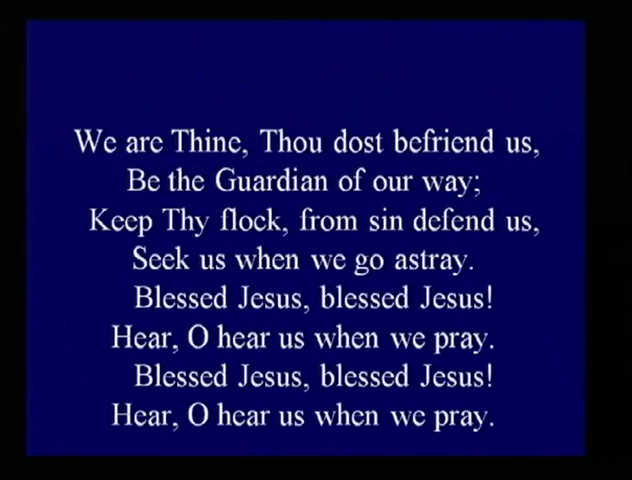 We are Thine, Thou dost befriend us,
Be the Guardian of our way;
Keep Thy flock, from sin defend us,
Seek us when we go astray.
Blessed Jesus, blessed Jesus!
Hear, O hear us when we pray.
Blessed Jesus, blessed Jesus!
Hear, O hear us when we pray.